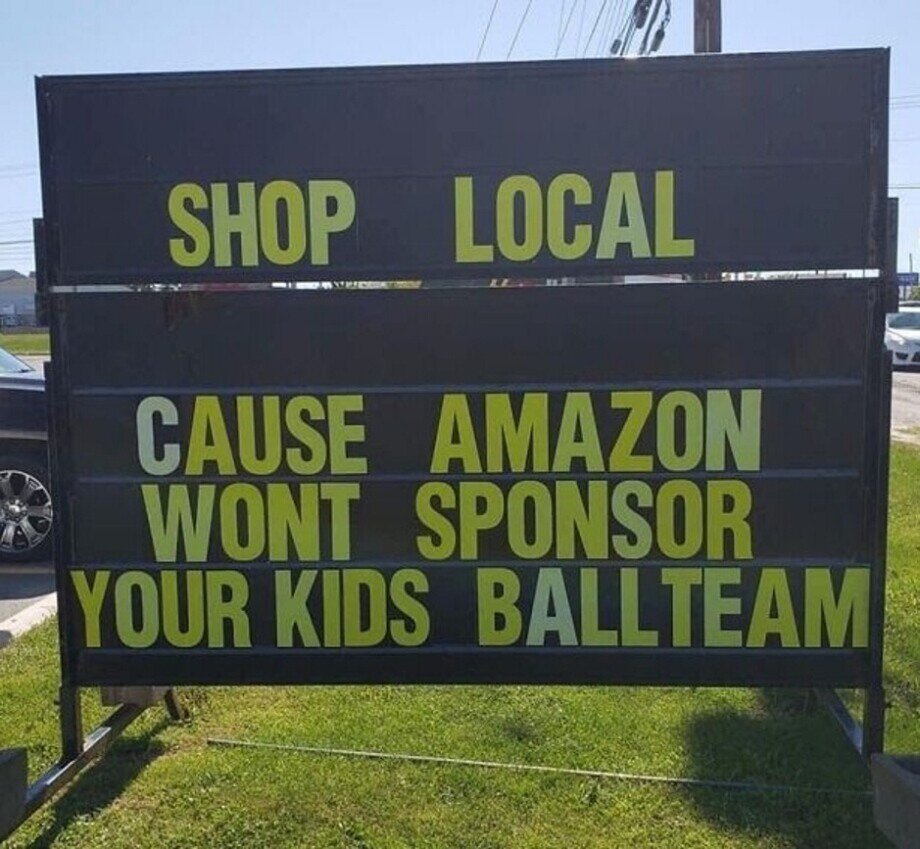 SHOP LOCAL
CAUSE AMAZON
WONT SPONSOR
YOUR KIDS BALLTEAM